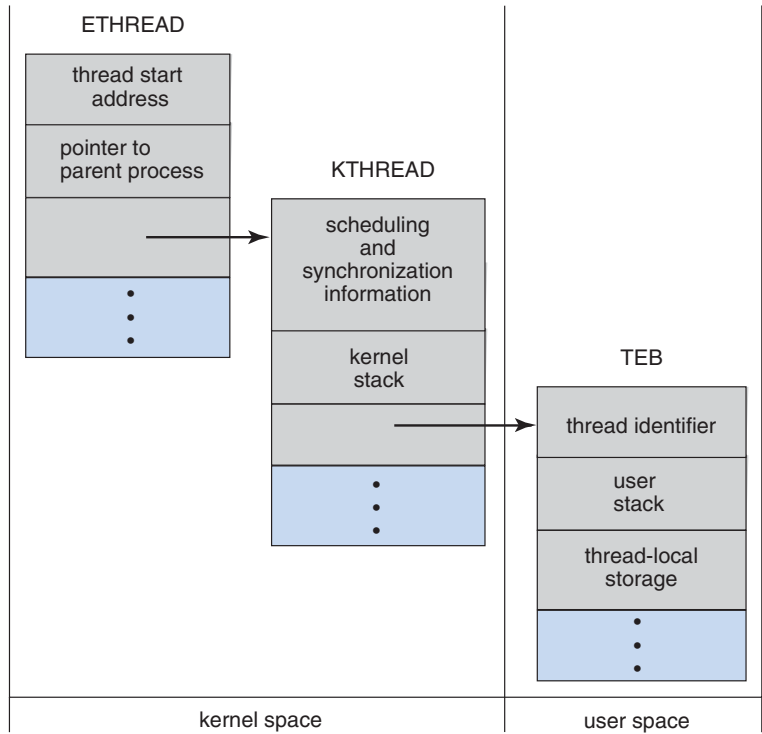 ETHREAD
thread start
address
pointer to
parent process
KTHREAD
scheduling
and
synchronization
information
kernel
stack
TEB
thread identifier
user
stack
thread-local
storage
kernel space
user space